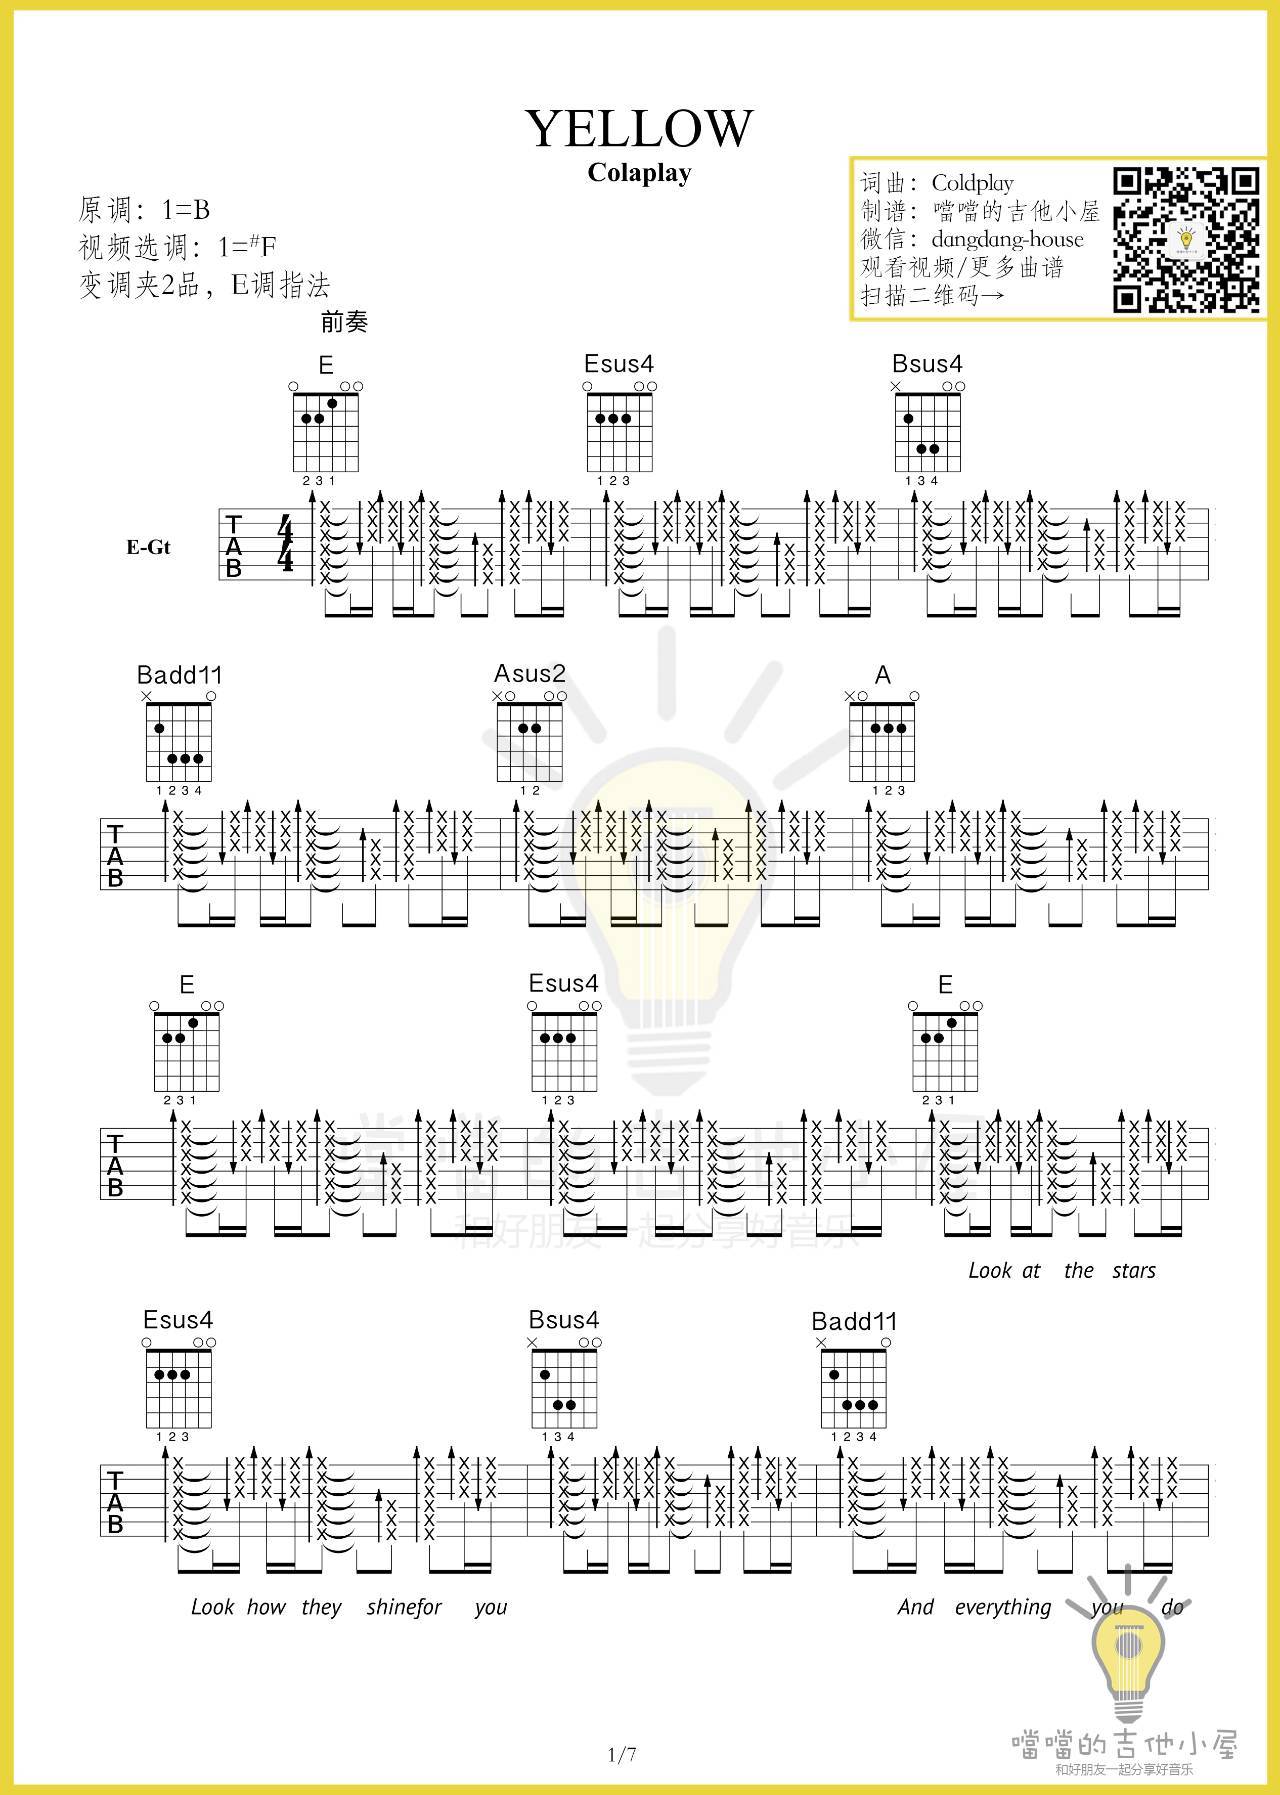 YELLOW
Colaplay
原调：1=B
视频选调：1=#F
变调夹2品，E调指法
词曲：Coldplay
制谱：噹噹的吉他小屋
微信：dangdang-house
观看视频/更多曲谱
扫描二维码→
噹噹的吉他小屋
前奏
E Esus4 Bsus4
2 3 1 1 2 3 1 3 4
E-Gt
T A B 4 4
Badd11 Asus2 A
1 2 3 4 1 2 1 2 3
T A B
E Esus4 E
2 3 1 1 2 3 2 3 1
T A B
噹噹的吉他小屋
和好朋友一起分享好音乐
Look at the stars
Esus4 Bsus4 Badd11
1 2 3 1 3 4 1 2 3 4
T A B
Look how they shinefor you And everything you do
噹噹的吉他小屋
和好朋友一起分享好音乐
1/7